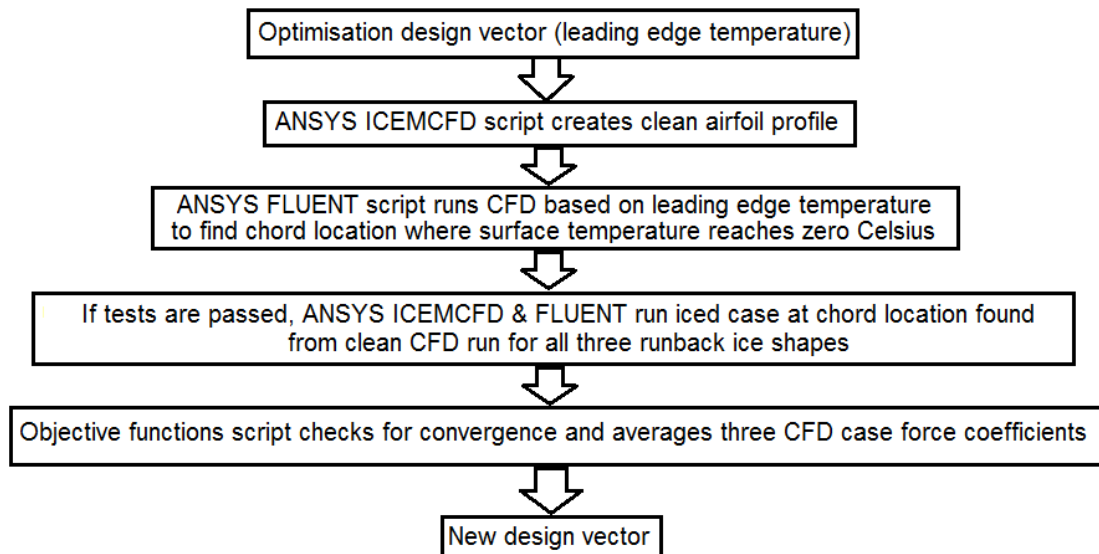 Optimisation design vector (leading edge temperature)
ANSYS ICEMCFD script creates clean airfoil profile
ANSYS FLUENT script runs CFD based on leading edge temperature
to find chord location where surface temperature reaches zero Celsius
If tests are passed, ANSYS ICEMCFD & FLUENT run iced case at chord location found
from clean CFD run for all three runback ice shapes
Objective functions script checks for convergence and averages three CFD case force coefficients
New design vector